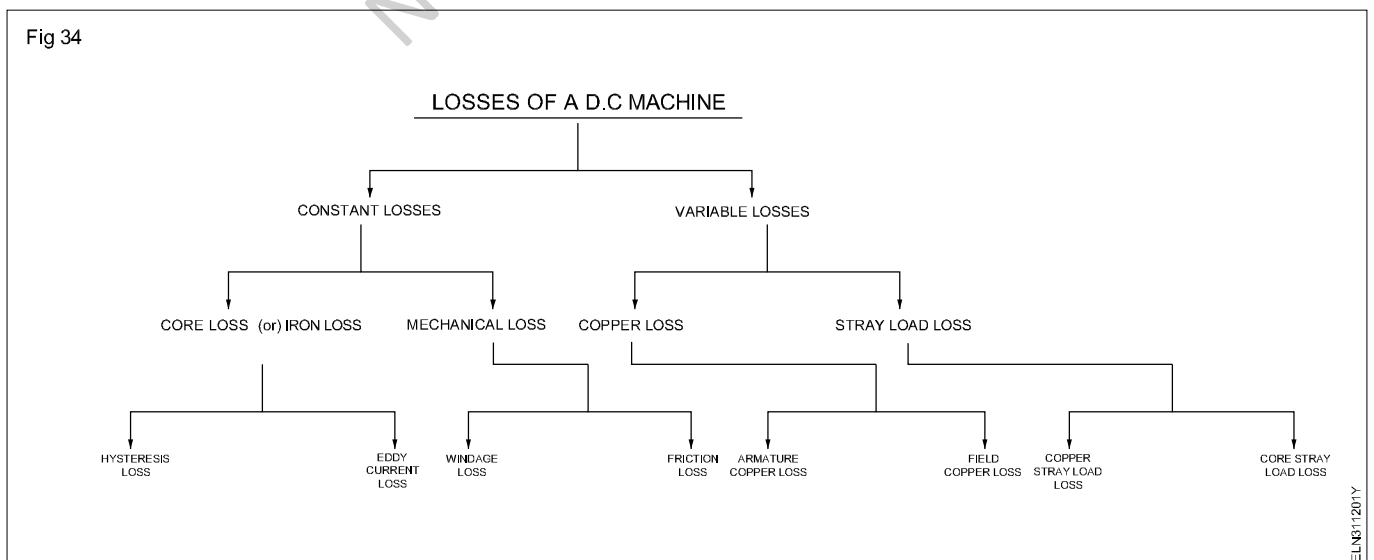 Fig 34
LOSSES OF A D.C MACHINE
CONSTANT LOSSES
VARIABLE LOSSES
CORE LOSS (or) IRON LOSS
MECHANICAL LOSS
COPPER LOSS
STRAY LOAD LOSS
HYSTERESIS
LOSS
EDDY
CURRENT
LOSS
WINDAGE
LOSS
FRICTION
LOSS
ARMATURE
COPPER LOSS
FIELD
COPPER LOSS
COPPER
STRAY LOAD
LOSS
CORE STRAY
LOAD LOSS
ELN311201Y